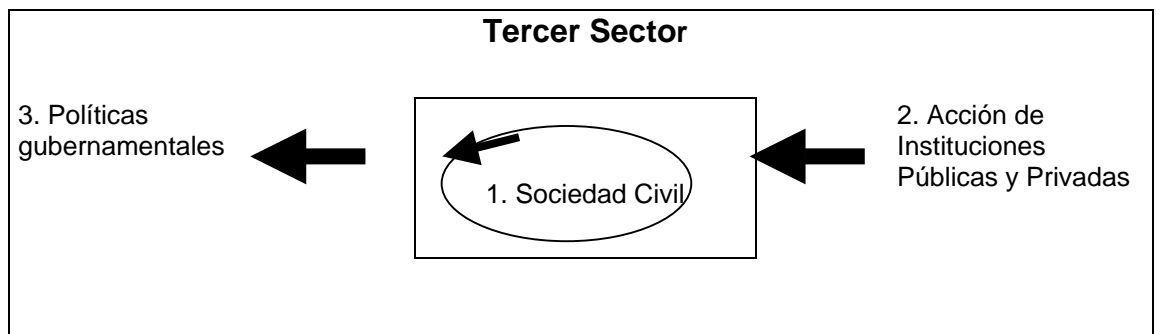 Tercer Sector
3. Políticas
gubernamentales
1. Sociedad Civil
2. Acción de
Instituciones
Públicas y Privadas